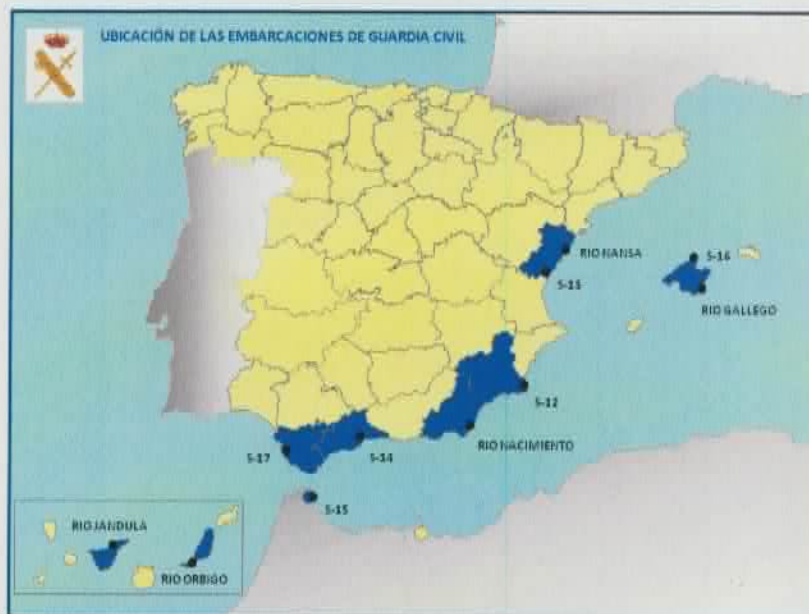 UBICACIÓN DE LAS EMBARCACIONES DE GUARDIA CIVIL
RIO NANSA
S-13
S-16
RIO GALLEGO
S-12
RIO NACIMIENTO
S-17
S-14
S-15
RIO JANDULA
RIO ORBIGO